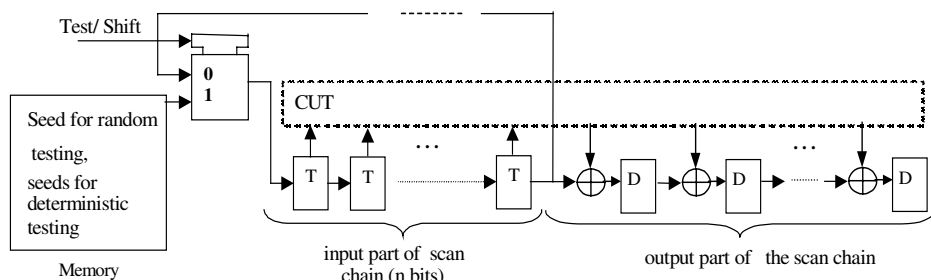 Test/ Shift
0
1
CUT
Seed for random
testing,
seeds for
deterministic
testing
Memory
T
T
...
T
D
D
...
D
input part of scan
chain (n bits)
output part of the scan chain